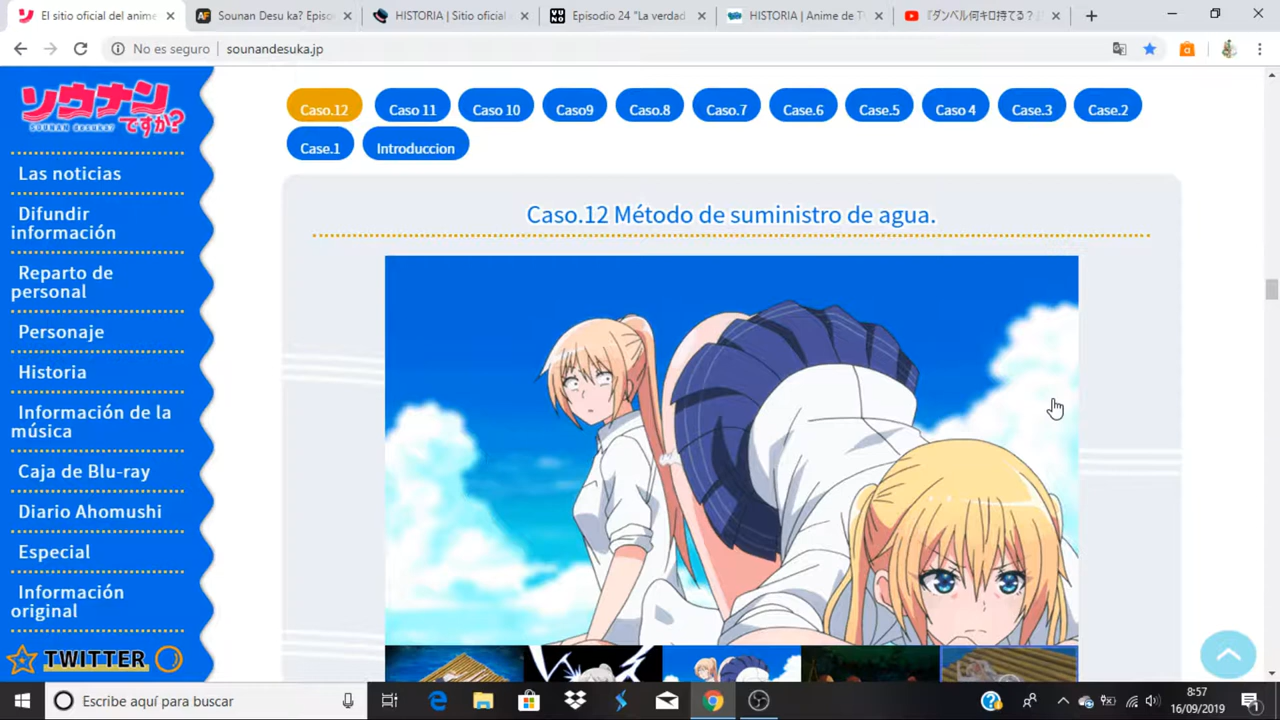 El sitio oficial del anime
Sounan Desu ka? Episo
HISTORIA | Sitio oficial
Episodio 24 "La verdad
HISTORIA | Anime de T
『ダンベル何キロ持てる？』
No es seguro
sounandesuka.jp
ソウナン
ですか?
SOUNAN desuka?
Las noticias
Difundir
información
Reparto de
personal
Personaje
Historia
Información de la
música
Caja de Blu-ray
Diario Ahomushi
Especial
Información
original
TWITTER
Caso.12
Caso 11
Caso 10
Caso9
Caso.8
Caso.7
Case.6
Case.5
Caso 4
Case.3
Case.2
Case.1
Introduccion
Caso.12 Método de suministro de agua.
Escribe aquí para buscar
8:57
16/09/2019